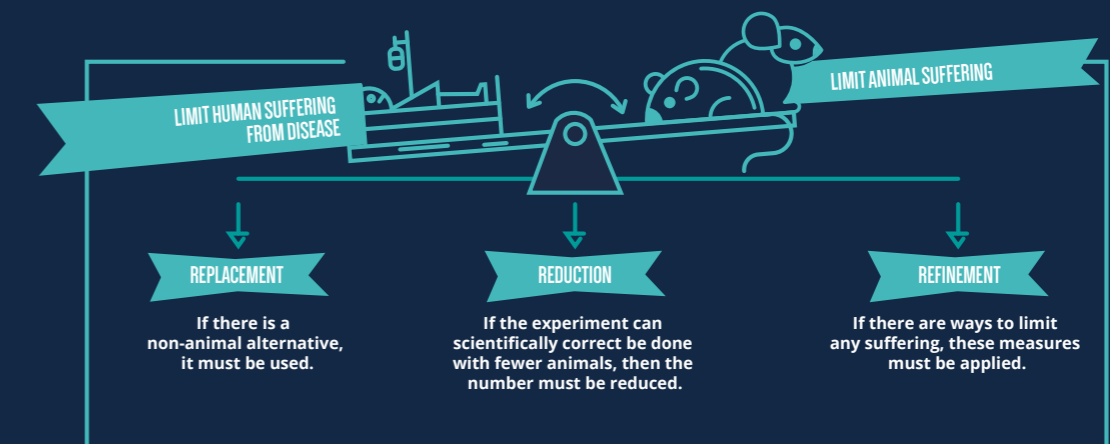 LIMIT HUMAN SUFFERING
FROM DISEASE
LIMIT ANIMAL SUFFERING
REPLACEMENT
If there is a
non-animal alternative,
it must be used.
REDUCTION
If the experiment can
scientifically correct be done
with fewer animals, then the
number must be reduced.
REFINEMENT
If there are ways to limit
any suffering, these measures
must be applied.